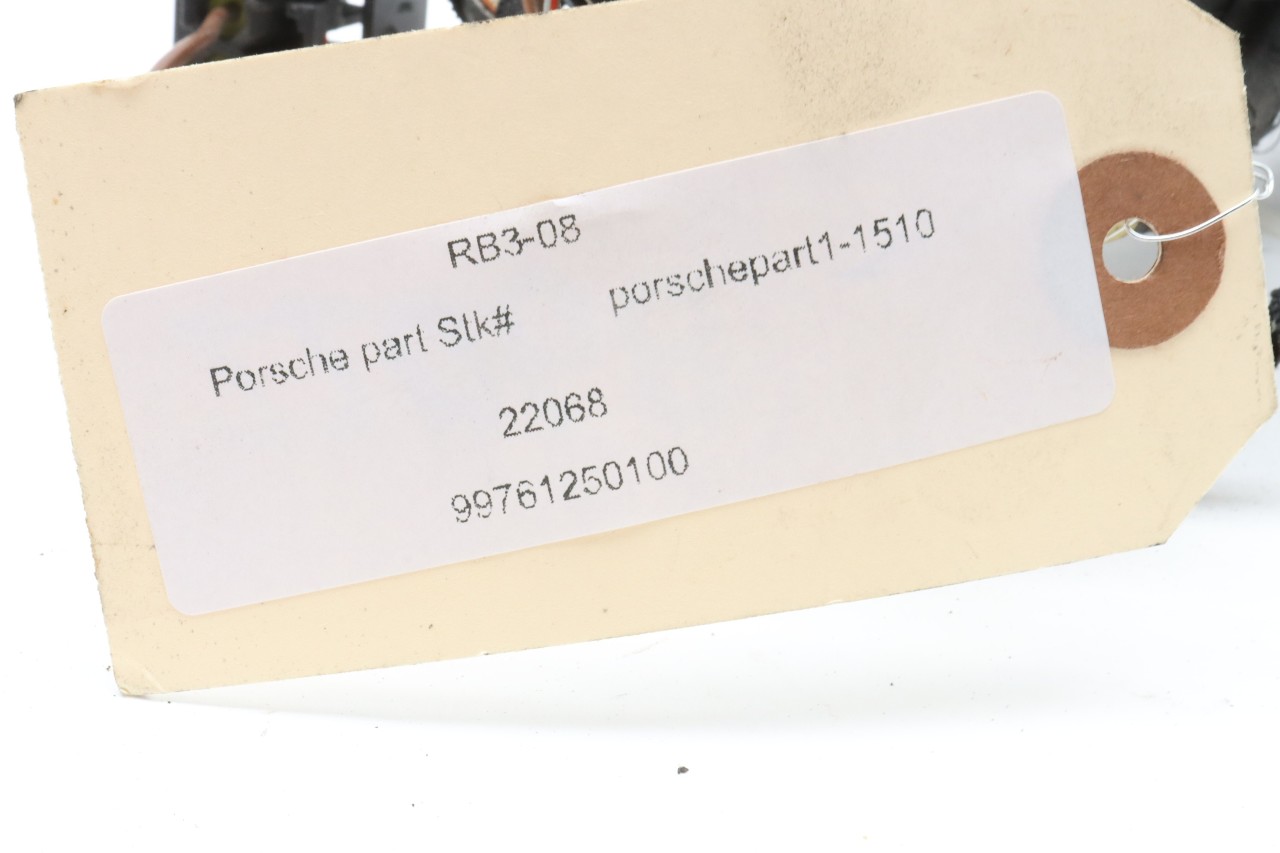 RB3-08
Porsche part Stk# porschepart1-1510
22068
99761250100